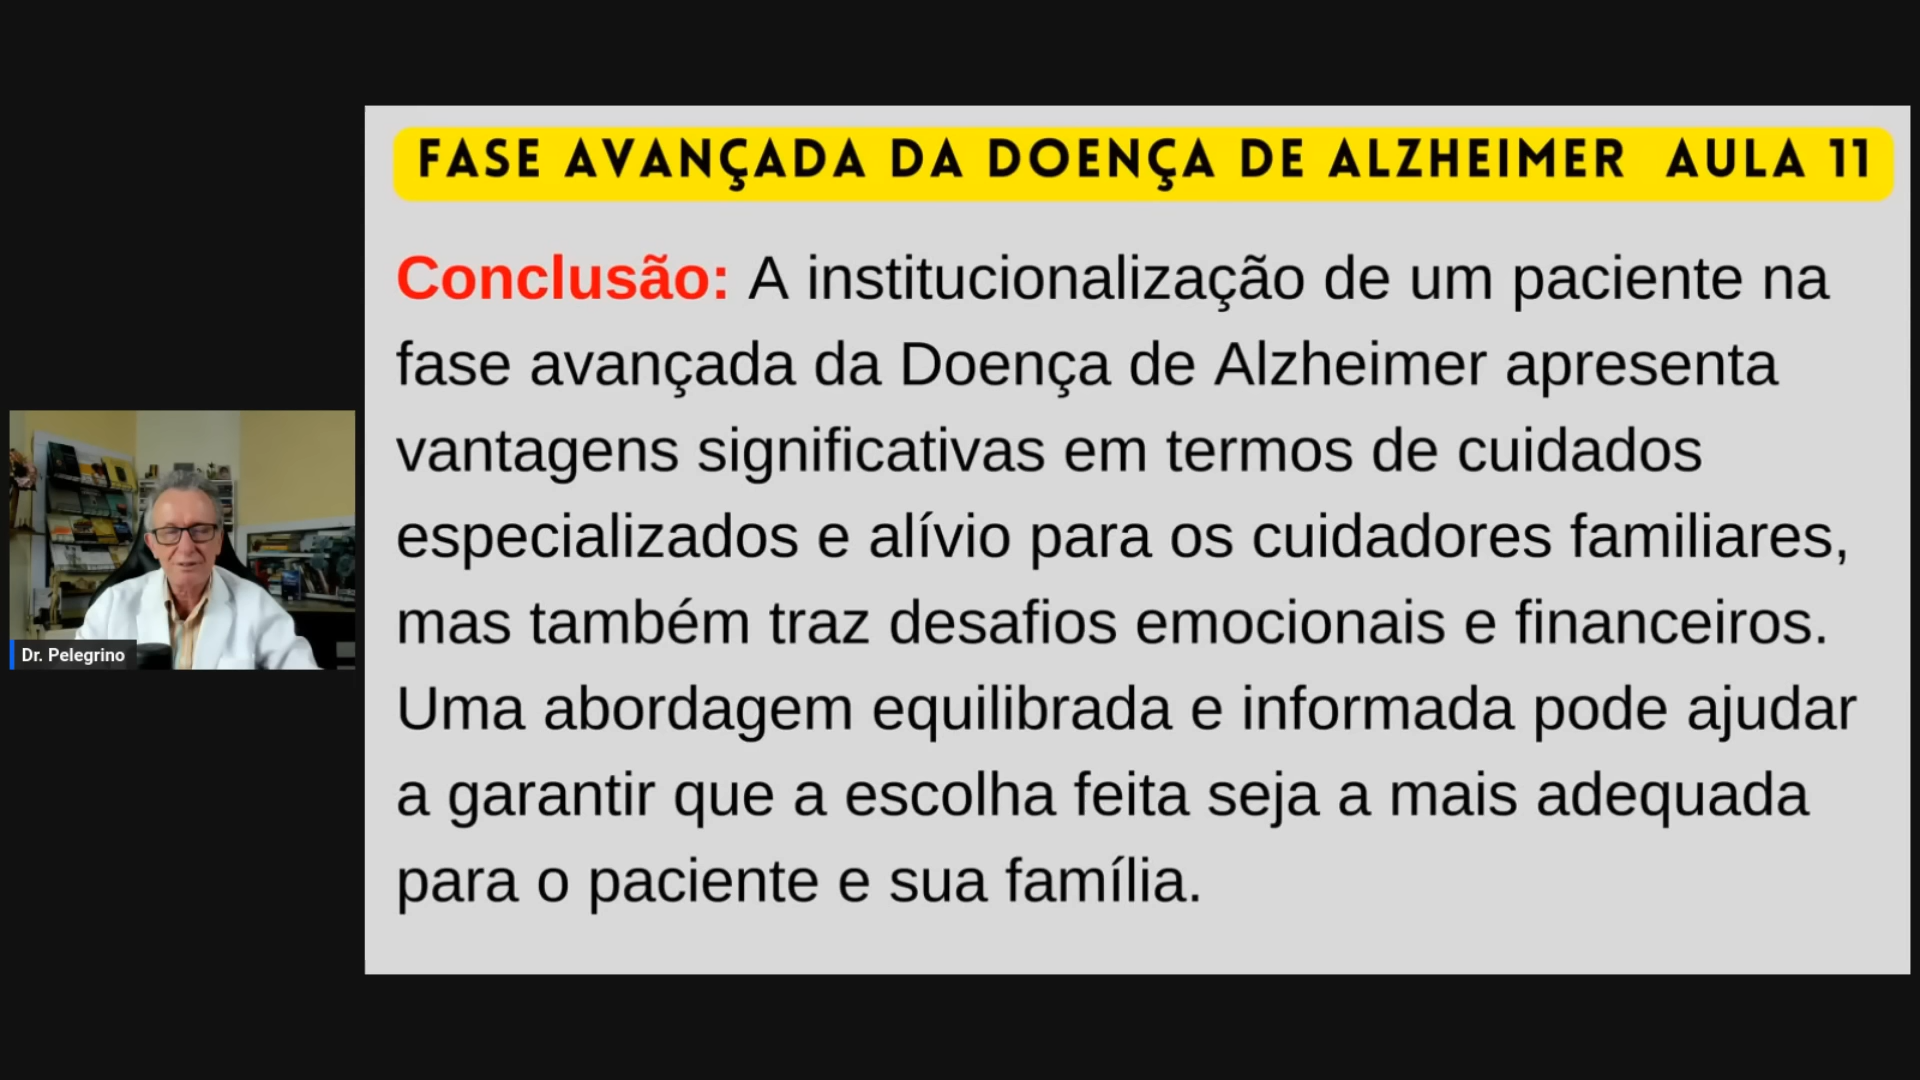 FASE AVANÇADA DA DOENÇA DE ALZHEIMER AULA 11
Conclusão: A institucionalização de um paciente na
fase avançada da Doença de Alzheimer apresenta
vantagens significativas em termos de cuidados
especializados e alívio para os cuidadores familiares,
mas também traz desafios emocionais e financeiros.
Uma abordagem equilibrada e informada pode ajudar
a garantir que a escolha feita seja a mais adequada
para o paciente e sua família.
Dr. Pelegrino